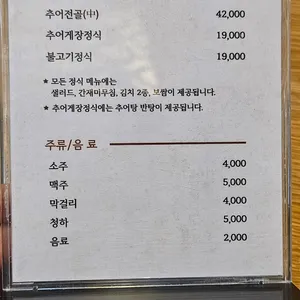 추어전골(中) 42,000
추어게장정식 19,000
불고기정식 19,000
* 모든 정식 메뉴에는
샐러드, 간재미무침, 김치 2종, 보쌈이 제공됩니다.
* 추어게장정식에는 추어탕 반탕이 제공됩니다.
주류/음료
소주 4,000
맥주 5,000
막걸리 4,000
청하 5,000
음료 2,000